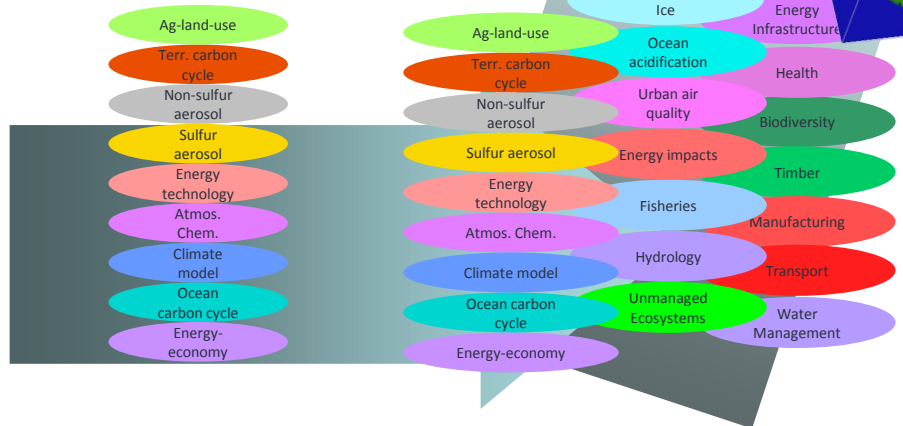 Ag-land-use
Terr. carbon
cycle
Non-sulfur
aerosol
Sulfur
aerosol
Energy
technology
Atmos.
Chem.
Climate
model
Ocean
carbon cycle
Energy-
economy
Ag-land-use
Terr. carbon
cycle
Non-sulfur
aerosol
Sulfur aerosol
Energy
technology
Atmos. Chem.
Climate model
Ocean carbon
cycle
Energy-economy
Ice
Ocean
acidification
Urban air
quality
Energy impacts
Fisheries
Hydrology
Unmanaged
Ecosystems
Energy
Infrastructure
Health
Biodiversity
Timber
Manufacturing
Transport
Water
Management